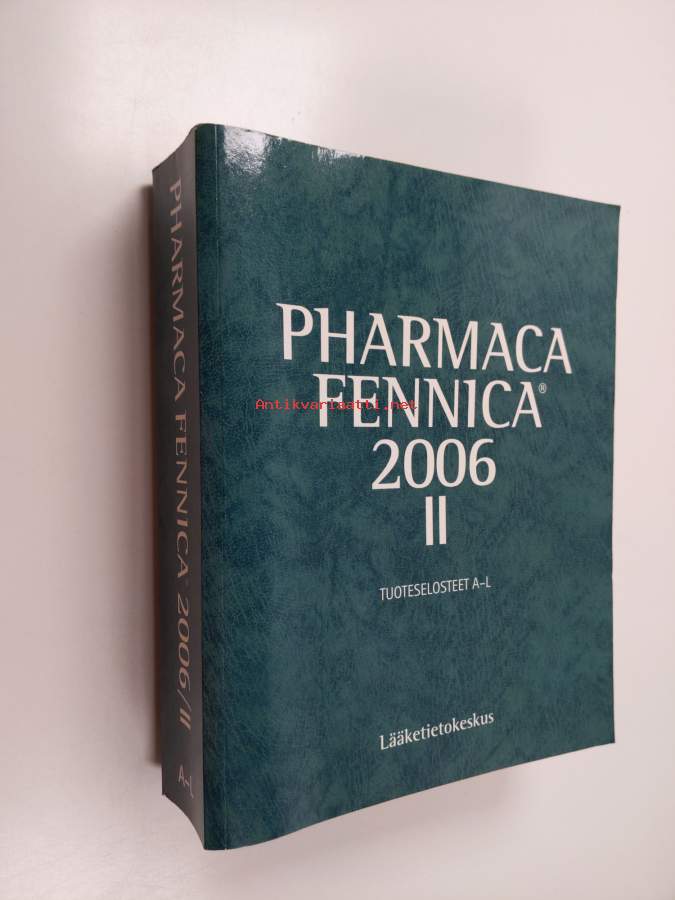 PHARMACA
FENNICA®
2006
II
TUOTESELOSTEET A–L
Lääketietokeskus
PHARMACA FENNICA® 2006/II
A–L
Antikvariaatti.net